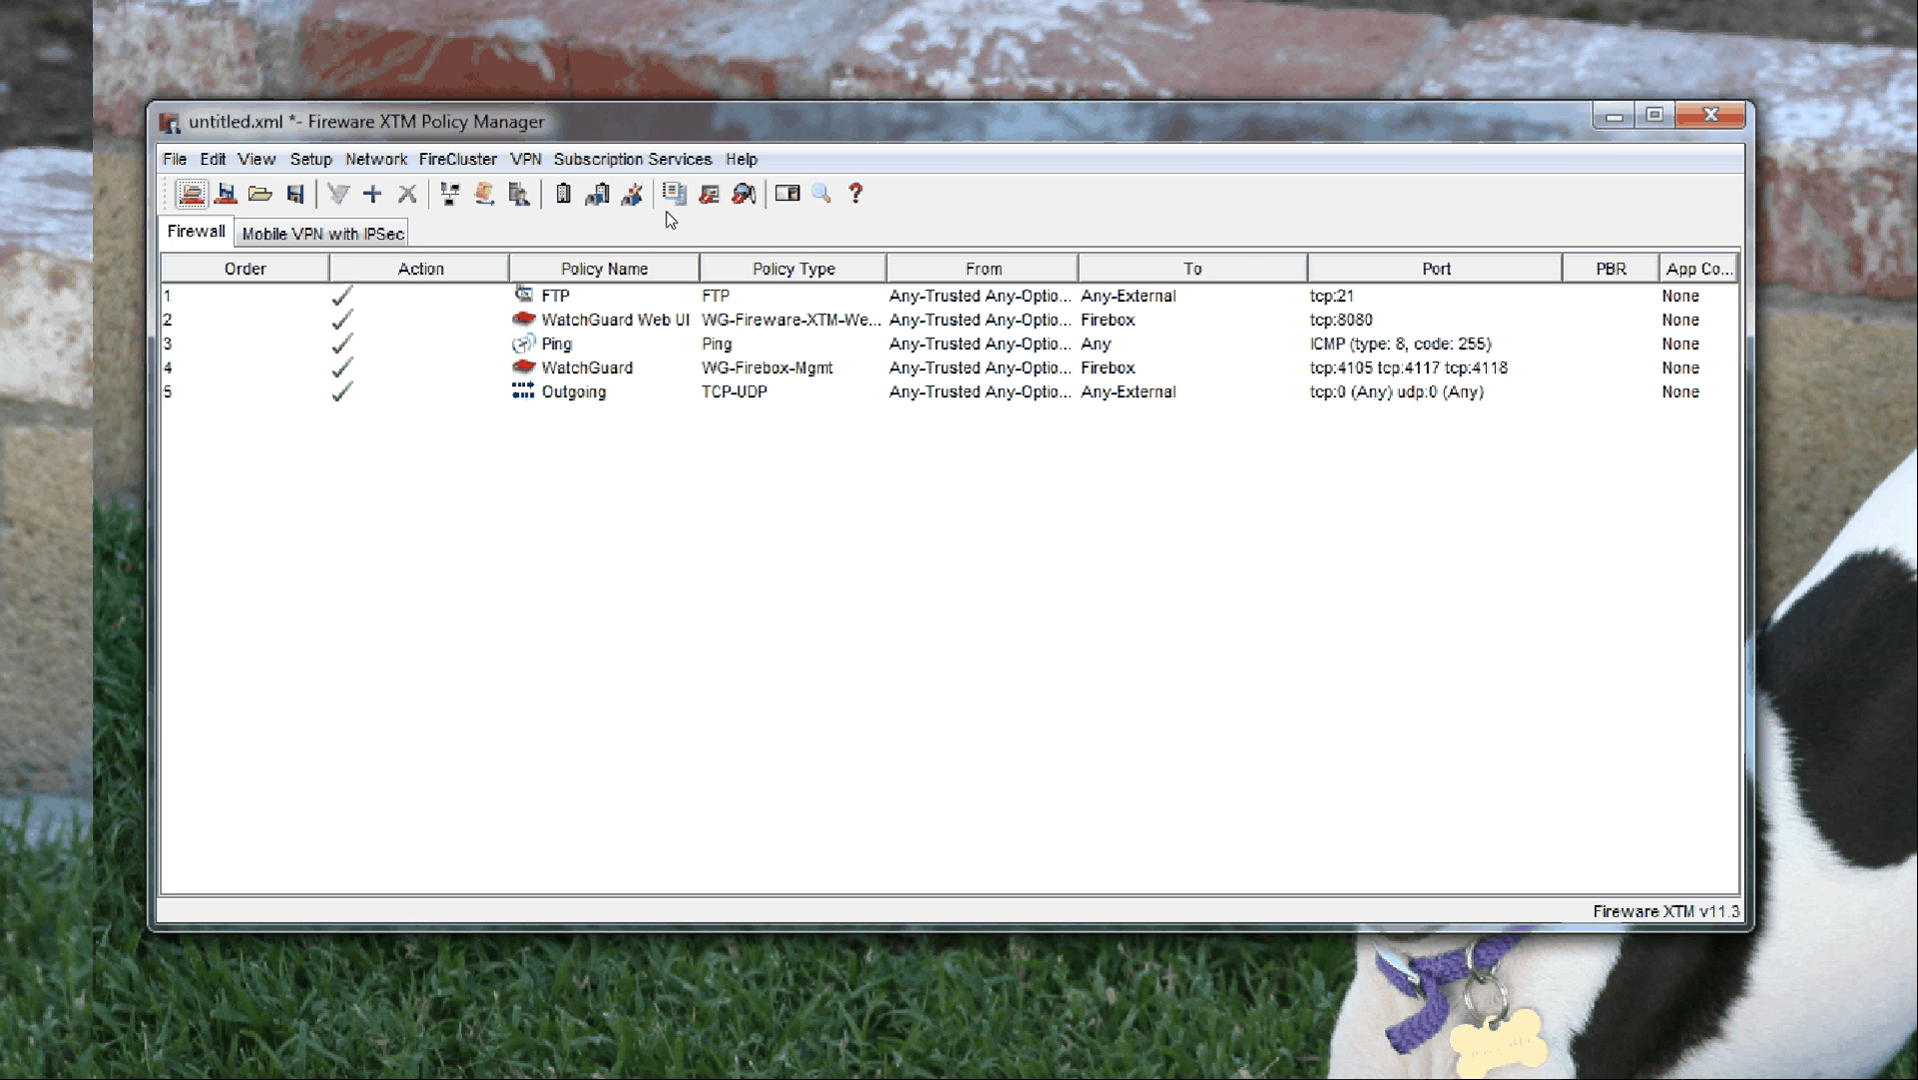 untitled.xml *- Fireware XTM Policy Manager
File Edit View Setup Network FireCluster VPN Subscription Services Help
Firewall Mobile VPN with IPSec
Order Action Policy Name Policy Type From To Port PBR App Co...
1 FTP FTP Any-Trusted Any-Optio... Any-External tcp:21 None
2 WatchGuard Web UI WG-Fireware-XTM-We... Any-Trusted Any-Optio... Firebox tcp:8080 None
3 Ping Ping Any-Trusted Any-Optio... Any ICMP (type: 8, code: 255) None
4 WatchGuard WG-Firebox-Mgmt Any-Trusted Any-Optio... Firebox tcp:4105 tcp:4117 tcp:4118 None
5 Outgoing TCP-UDP Any-Trusted Any-Optio... Any-External tcp:0 (Any) udp:0 (Any) None
Fireware XTM v11.3